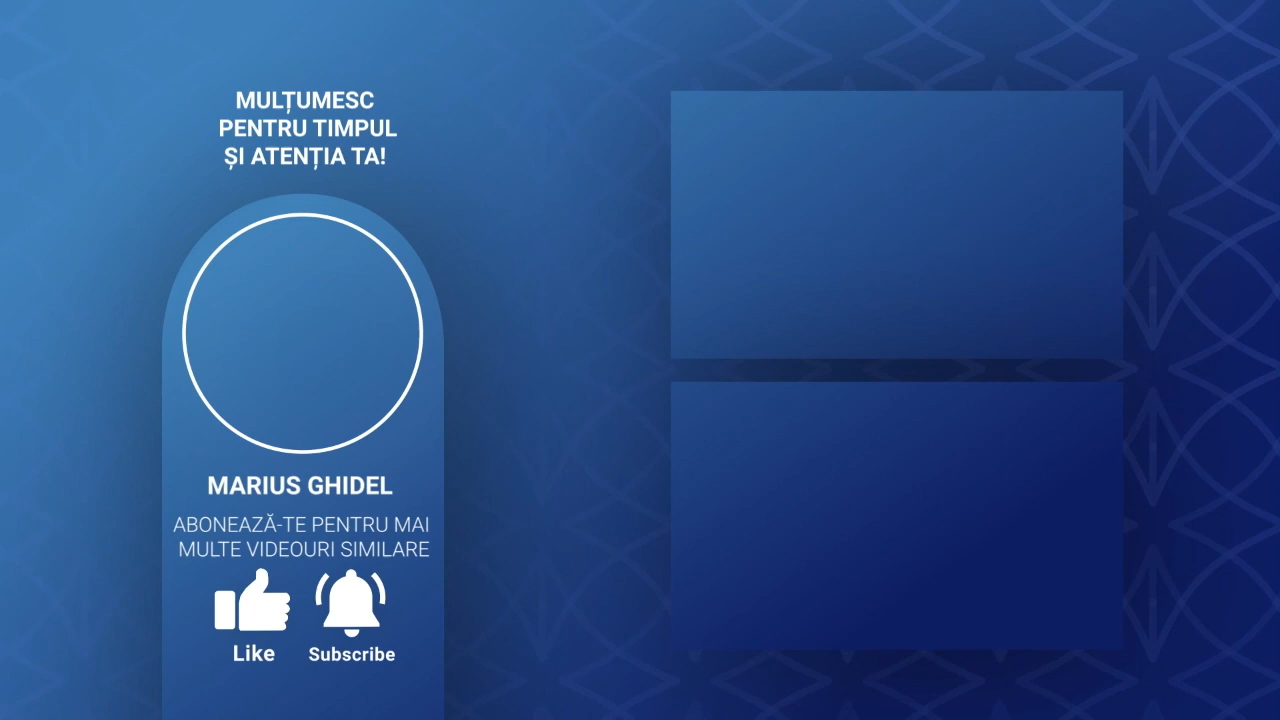 MULȚUMESC
PENTRU TIMPUL
ȘI ATENȚIA TA!
MARIUS GHIDEL
ABONEAZĂ-TE PENTRU MAI
MULTE VIDEOURI SIMILARE
Like
Subscribe